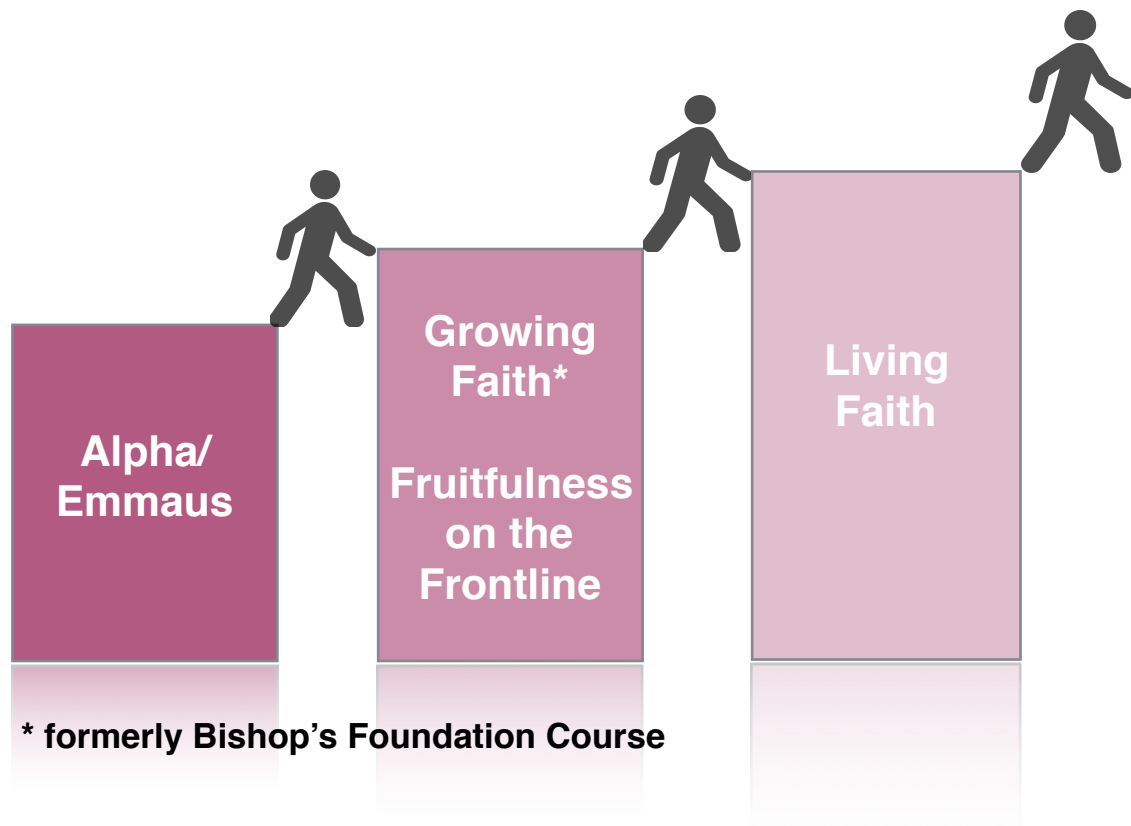 Alpha/
Emmaus
Growing
Faith*
Fruitfulness
on the
Frontline
Living
Faith
* formerly Bishop's Foundation Course